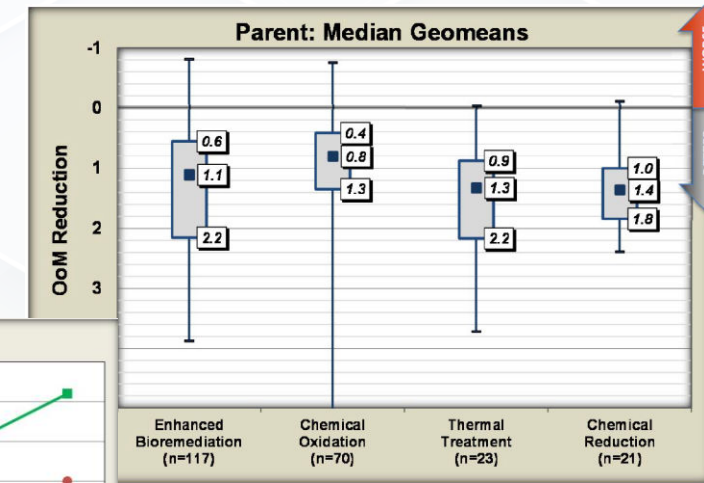 Parent: Median Geomeans
-1
0
1
2
3
OoM Reduction
0.6
1.1
2.2
0.4
0.8
1.3
0.9
1.3
2.2
1.0
1.4
1.8
Enhanced
Bioremediation
(n=117)
Chemical
Oxidation
(n=70)
Thermal
Treatment
(n=23)
Chemical
Reduction
(n=21)